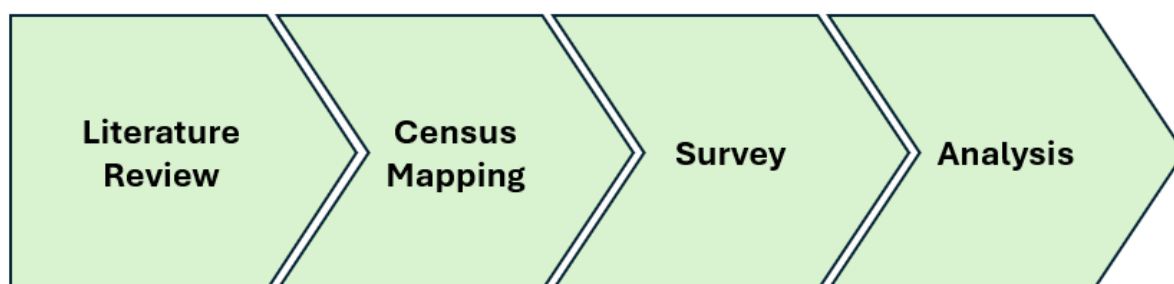 Literature
Review
Census
Mapping
Survey
Analysis